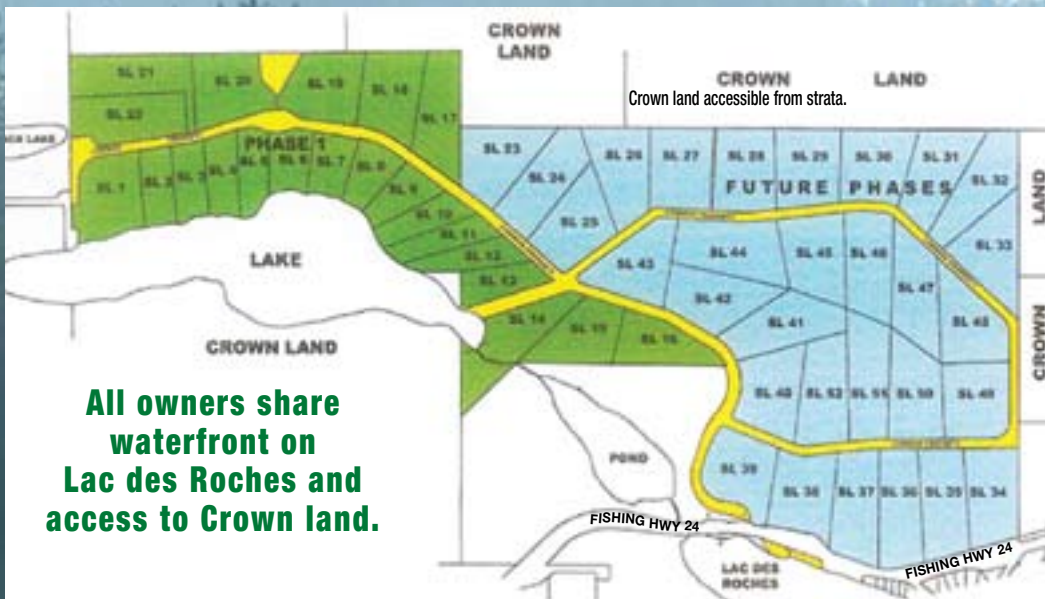 CROWN
LAND
CROWN LAND
Crown land accessible from strata.
SL 21
SL 20
SL 19
SL 18
SL 17
SL 22
PHASE 1
SL 1
SL 2
SL 3
SL 4
SL 5
SL 6
SL 7
SL 8
SL 9
SL 10
SL 11
SL 12
SL 13
SL 14
SL 15
SL 16
SL 23
SL 24
SL 25
SL 26
SL 27
SL 28
SL 29
SL 30
SL 31
SL 32
SL 33
FUTURE PHASES
LAND
CROWN
SL 43
SL 44
SL 45
SL 46
SL 47
SL 48
SL 42
SL 41
SL 40
SL 52
SL 51
SL 50
SL 49
SL 39
SL 38
SL 37
SL 36
SL 35
SL 34
LAKE
LAKE
CROWN LAND
POND
All owners share
waterfront on
Lac des Roches and
access to Crown land.
FISHING HWY 24
LAC DES
ROCHES
FISHING HWY 24